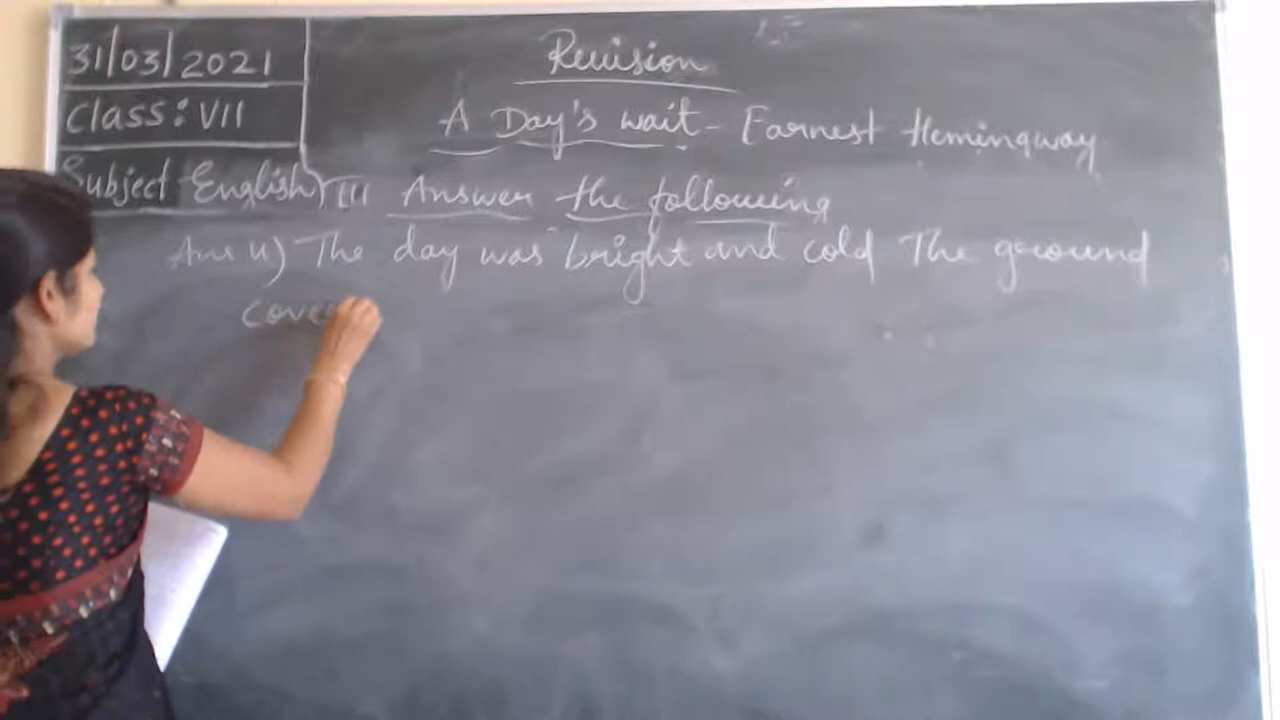 31/03/2021
Class: VII
Subject English
Revision
A Day's wait - Earnest Hemingway
III Answer the following
Ans 4) The day was bright and cold The ground
cove